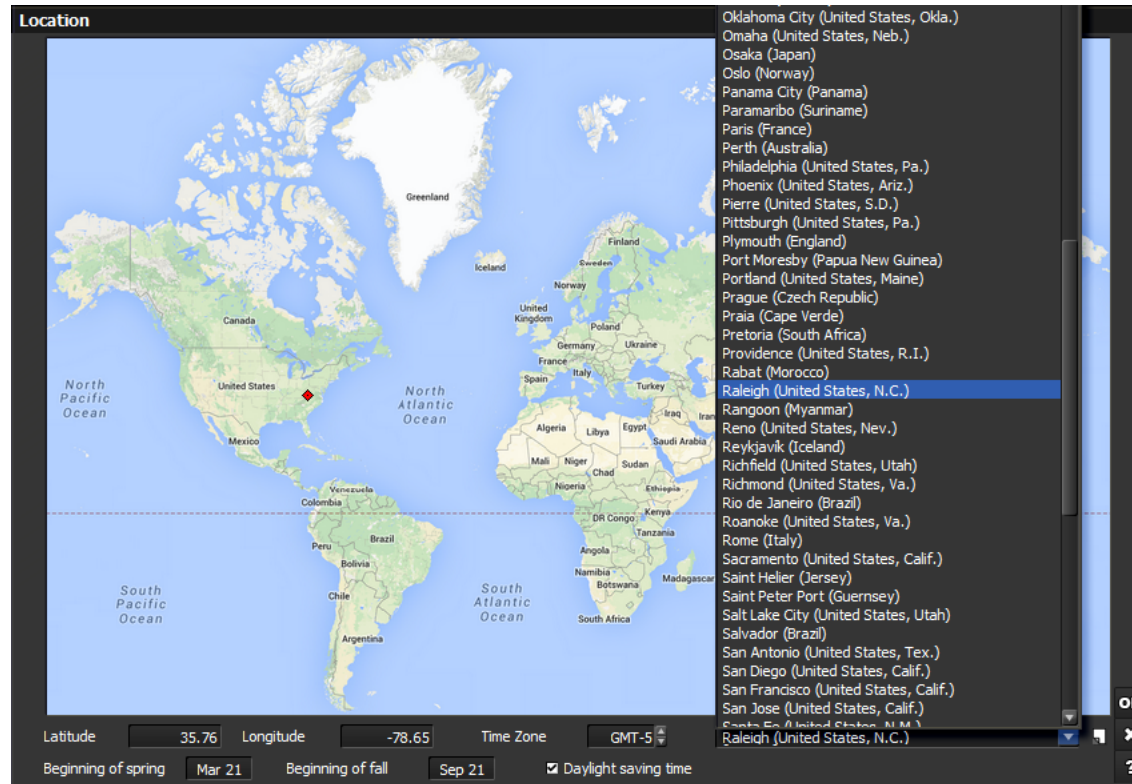 Location
Oklahoma City (United States, Okla.)
Omaha (United States, Neb.)
Osaka (Japan)
Oslo (Norway)
Panama City (Panama)
Paramaribo (Suriname)
Paris (France)
Perth (Australia)
Philadelphia (United States, Pa.)
Phoenix (United States, Ariz.)
Pierre (United States, S.D.)
Pittsburgh (United States, Pa.)
Plymouth (England)
Port Moresby (Papua New Guinea)
Portland (United States, Maine)
Prague (Czech Republic)
Praia (Cape Verde)
Pretoria (South Africa)
Providence (United States, R.I.)
Rabat (Morocco)
Raleigh (United States, N.C.)
Rangoon (Myanmar)
Reno (United States, Nev.)
Reykjavík (Iceland)
Richfield (United States, Utah)
Richmond (United States, Va.)
Rio de Janeiro (Brazil)
Roanoke (United States, Va.)
Rome (Italy)
Sacramento (United States, Calif.)
Saint Helier (Jersey)
Saint Peter Port (Guernsey)
Salt Lake City (United States, Utah)
Salvador (Brazil)
San Antonio (United States, Tex.)
San Diego (United States, Calif.)
San Francisco (United States, Calif.)
San Jose (United States, Calif.)
Santa Fe (United States, N.M.)
Greenland
Iceland
Finland
Sweden
Norway
United
Kingdom
Poland
Germany
Ukraine
France
Italy
Spain
Turkey
Canada
United States
North
Pacific
Ocean
North
Atlantic
Ocean
Mexico
Algeria
Libya
Egypt
Iraq
Iran
Saudi Arabia
Mali
Niger
Chad
Sudan
Nigeria
Ethiopia
Venezuela
Colombia
DR Congo
Kenya
Tanzania
Peru
Brazil
Bolivia
Angola
Namibia
Botswana
Madagascar
Chile
South
Pacific
Ocean
South
Atlantic
Ocean
South Africa
Argentina
Latitude 35.76 Longitude -78.65 Time Zone GMT-5 Raleigh (United States, N.C.)
Beginning of spring Mar 21 Beginning of fall Sep 21 Daylight saving time
?